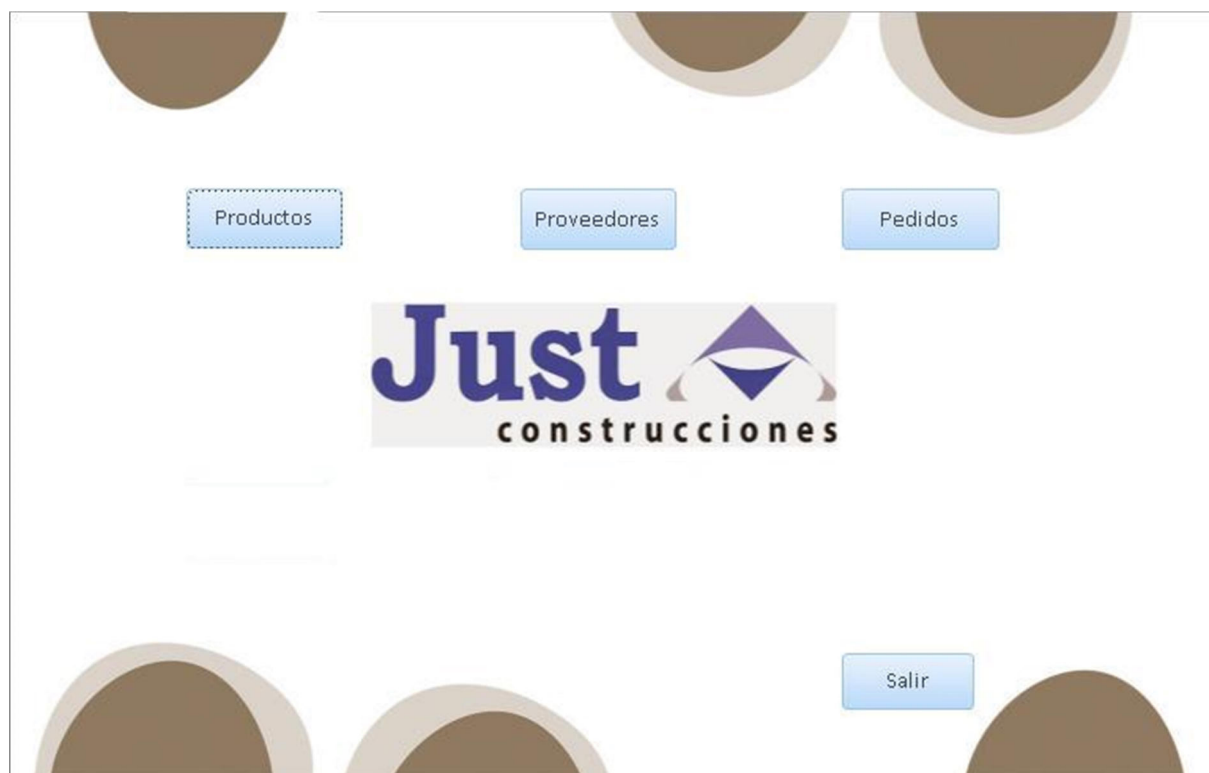 Productos
Proveedores
Pedidos
Just
construcciones
Salir